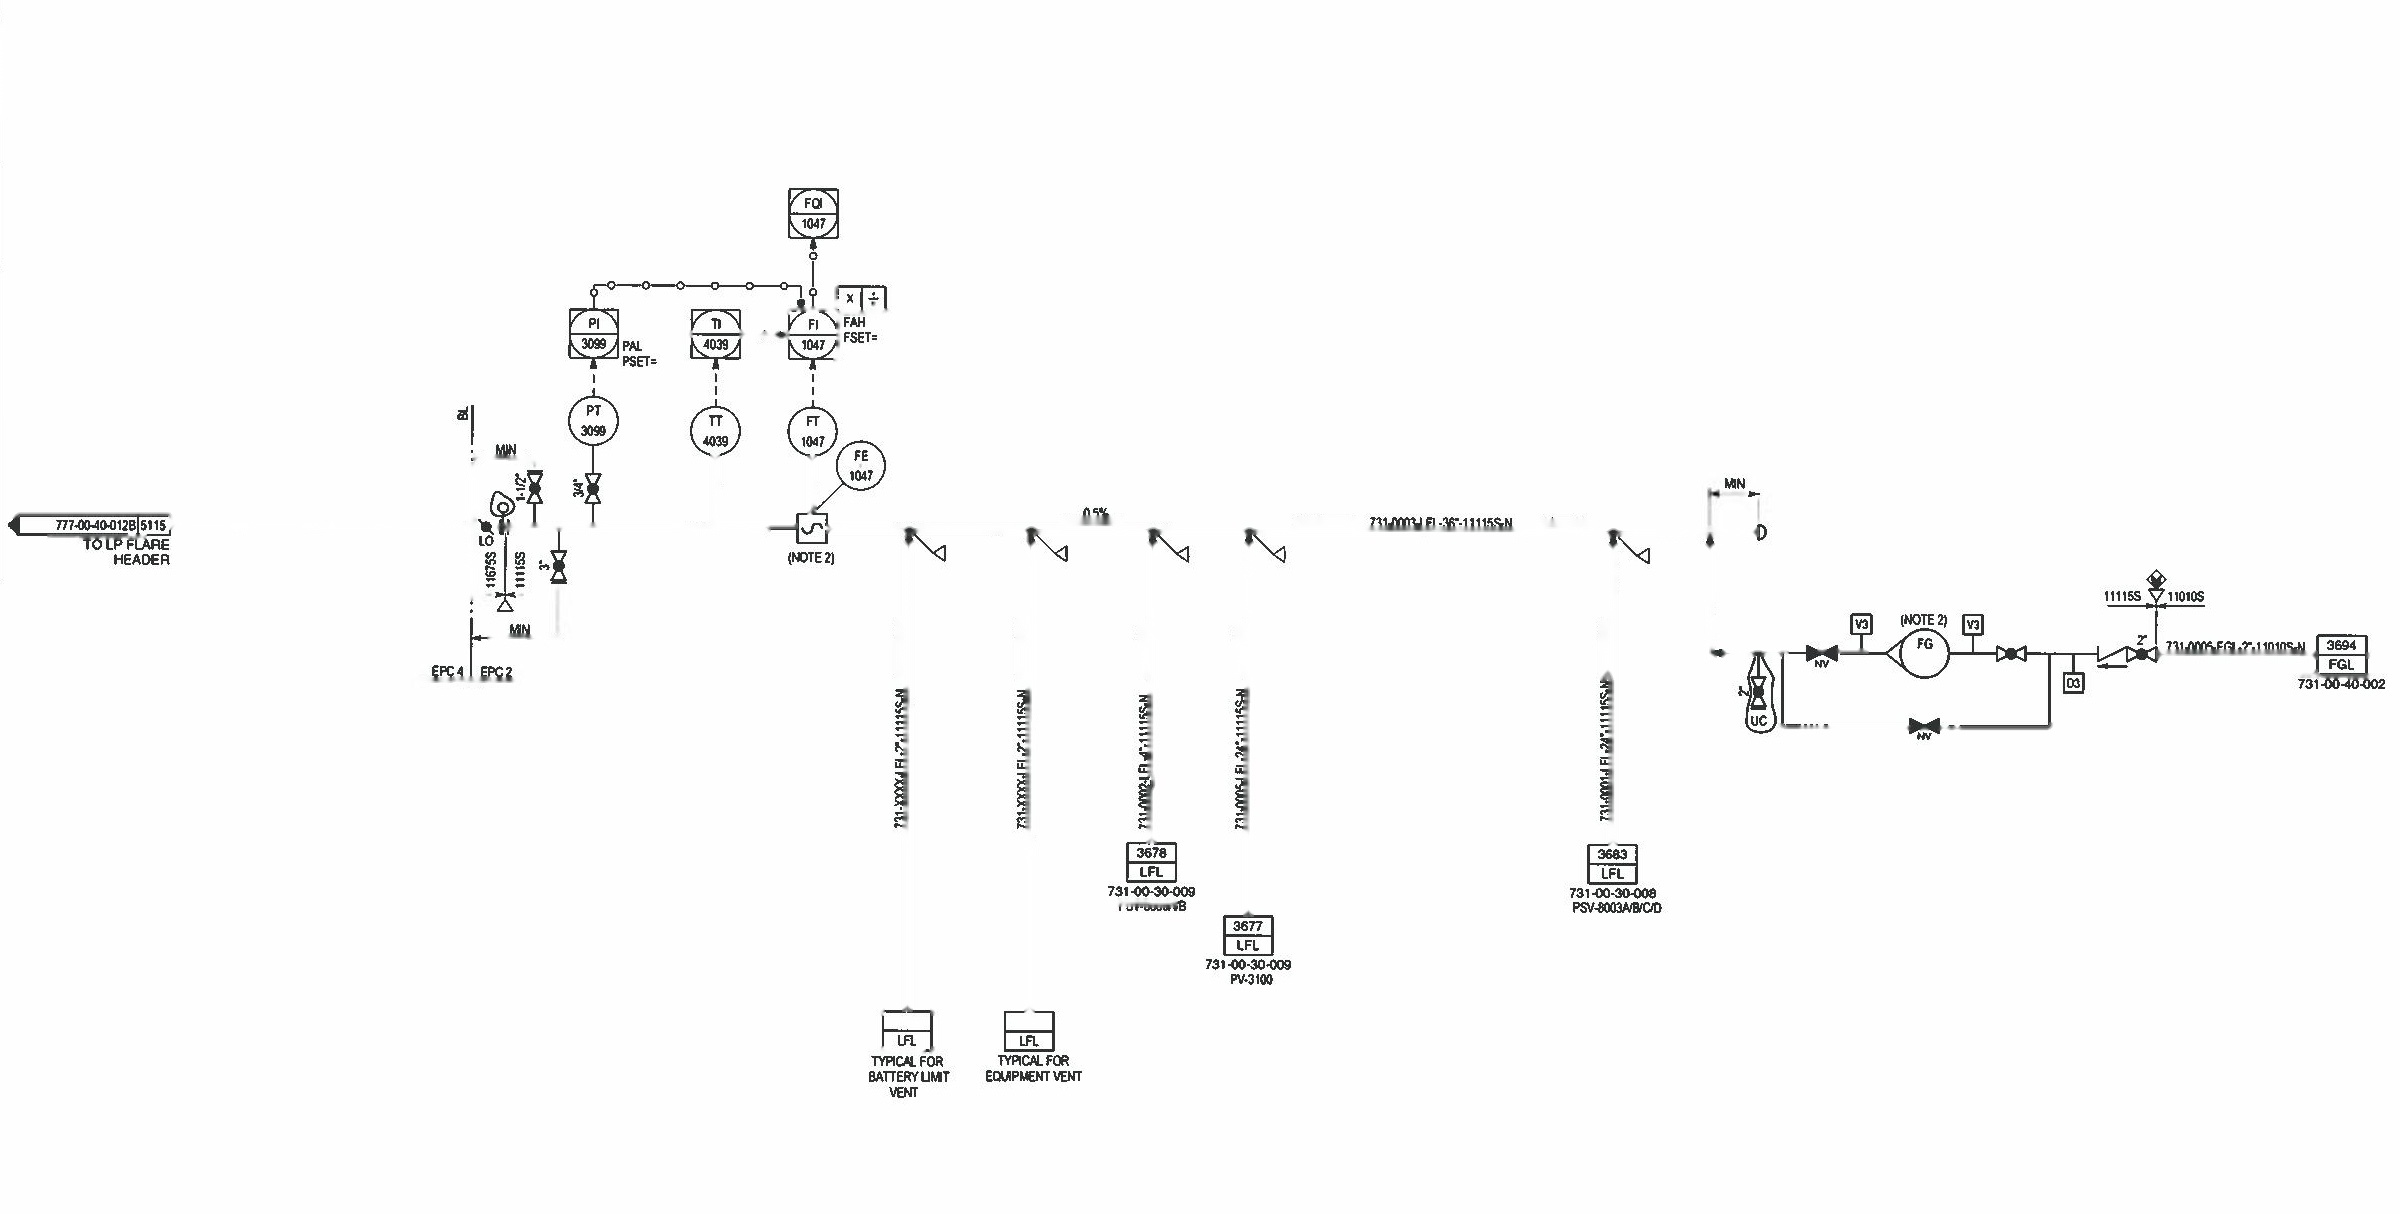 FQI
1047
X ÷
PI
3099
PAL
PSET=
TI
4039
FI
1047
FAH
FSET=
PT
3099
TT
4039
FT
1047
FE
1047
(NOTE 2)
BL
MIN
1-1/2"
3/4"
3"
LO
11675S
11115S
MIN
EPC 4
EPC 2
777-00-40-012B 5115
TO LP FLARE
HEADER
0.5%
731-0003-LFL-36"-11115S-N
MIN
731-XXXX-LFL-2"-11115S-N
731-XXXX-LFL-2"-11115S-N
731-0002-LFL-4"-11115S-N
731-0005-LFL-24"-11115S-N
731-0001-LFL-24"-11115S-N
3678
LFL
731-00-30-009
3677
LFL
731-00-30-009
PV-3100
3683
LFL
731-00-30-008
PSV-8003A/B/C/D
LFL
TYPICAL FOR
BATTERY LIMIT
VENT
LFL
TYPICAL FOR
EQUIPMENT VENT
2"
UC
NV
V3
(NOTE 2)
FG
V3
NV
D3
11115S
11010S
2"
731-0005-FGL-2"-11010S-N
3694
FGL
731-00-40-002